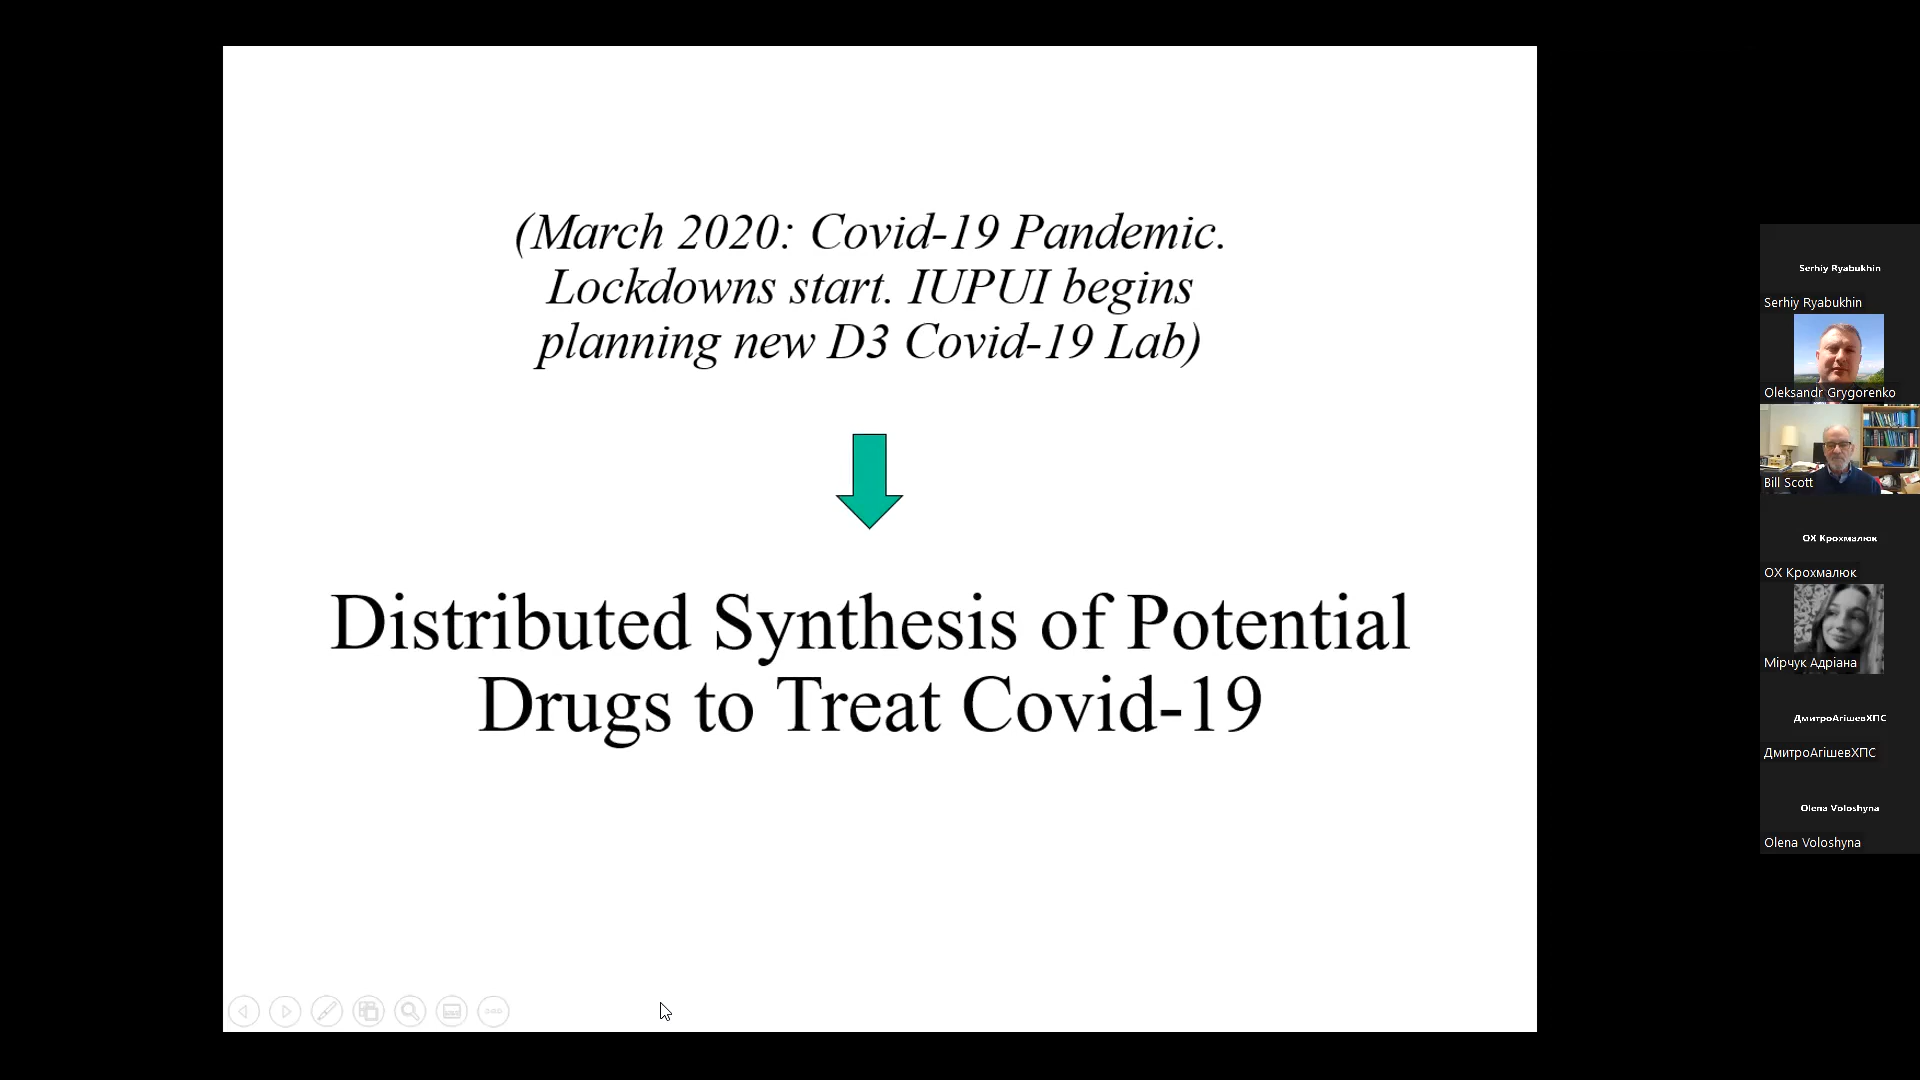 (March 2020: Covid-19 Pandemic.
Lockdowns start. IUPUI begins
planning new D3 Covid-19 Lab)
Distributed Synthesis of Potential
Drugs to Treat Covid-19
Serhiy Ryabukhin
Serhiy Ryabukhin
Oleksandr Grygorenko
Bill Scott
ОХ Крохмалюк
ОХ Крохмалюк
Мірчук Адріана
ДмитроАгішевХПС
ДмитроАгішевХПС
Olena Voloshyna
Olena Voloshyna